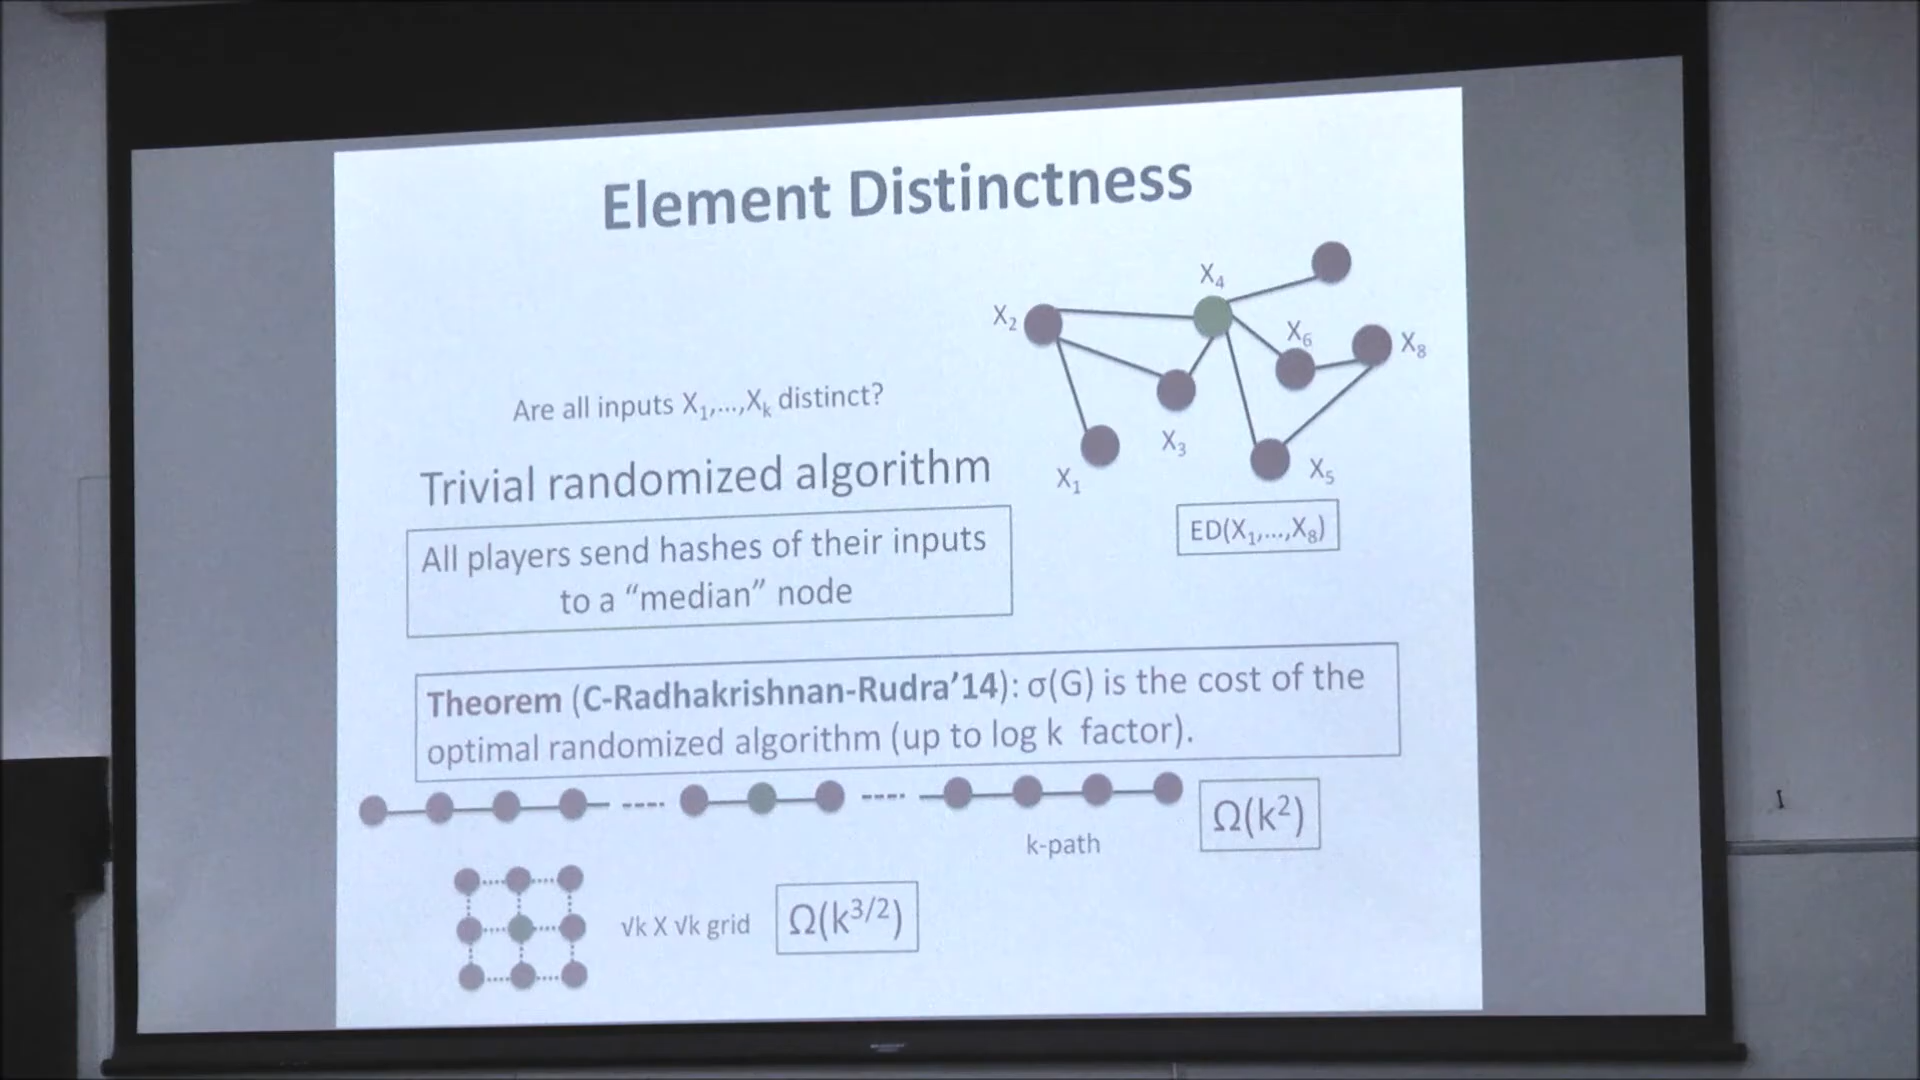 Element Distinctness
X₄
X₂
X₆
X₈
Are all inputs X₁,...,Xₖ distinct?
X₃
Trivial randomized algorithm
X₁
X₅
All players send hashes of their inputs
to a “median” node
ED(X₁,...,X₈)
Theorem (C-Radhakrishnan-Rudra’14): σ(G) is the cost of the
optimal randomized algorithm (up to log k factor).
Ω(k²)
k-path
√k X √k grid
Ω(k^{3/2})